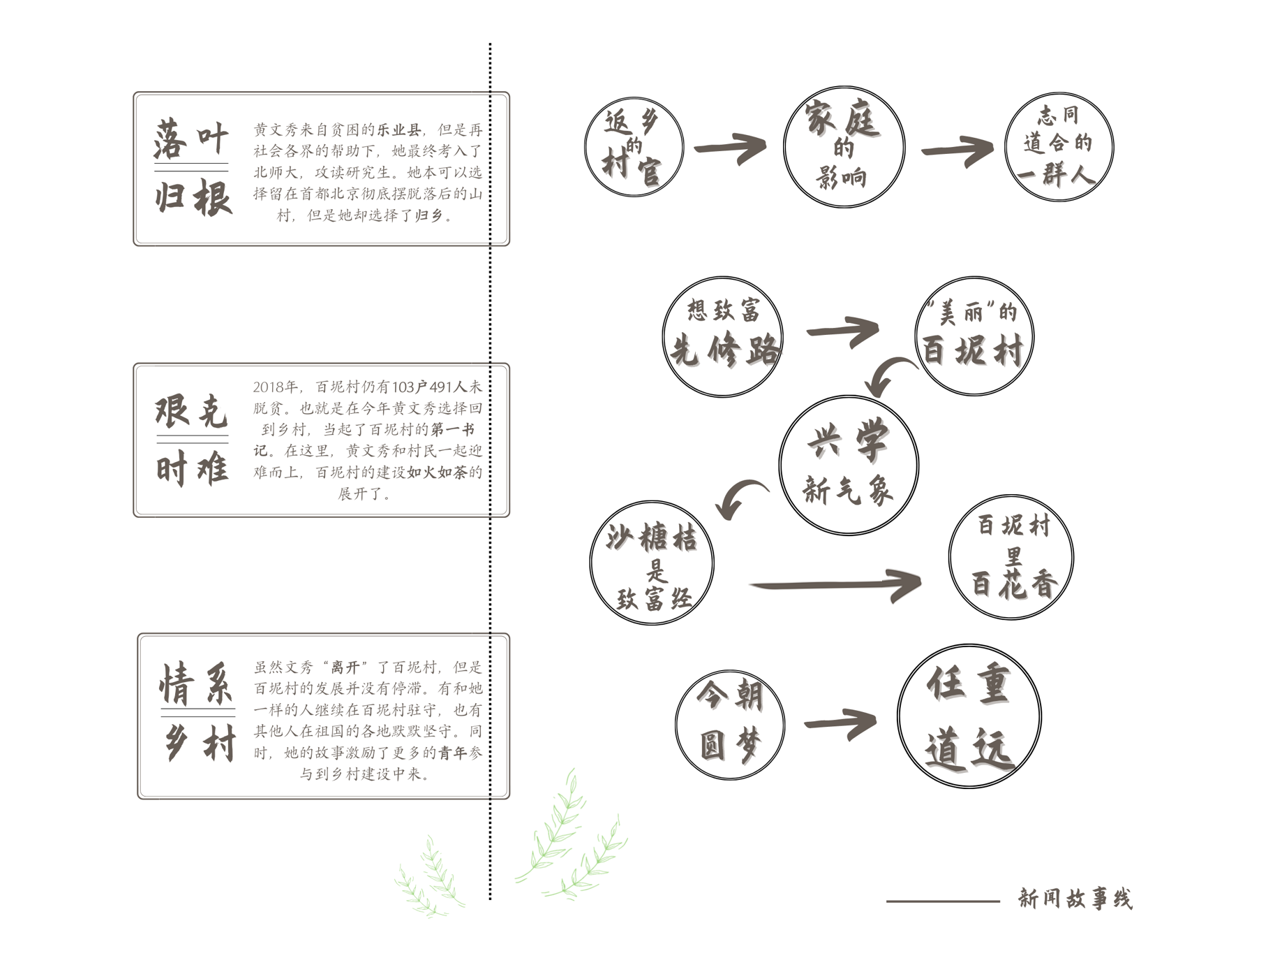 落叶
归根
黄文秀来自贫困的乐业县，但是再
社会各界的帮助下，她最终考入了
北师大，攻读研究生。她本可以选
择留在首都北京彻底摆脱落后的山
村，但是她却选择了归乡。
返乡
的
村官
家庭
的
影响
志同
道合的
一群人
艰克
时难
2018年，百坭村仍有103户491人未
脱贫。也就是在今年黄文秀选择回
到乡村，当起了百坭村的第一书
记。在这里，黄文秀和村民一起迎
难而上，百坭村的建设如火如荼的
展开了。
想致富
先修路
“美丽”的
百坭村
兴学
新气象
沙糖桔
是
致富经
百坭村
里
百花香
情系
乡村
虽然文秀“离开”了百坭村，但是
百坭村的发展并没有停滞。有和她
一样的人继续在百坭村驻守，也有
其他人在祖国的各地默默坚守。同
时，她的故事激励了更多的青年参
与到乡村建设中来。
今朝
圆梦
任重
道远
新闻故事线